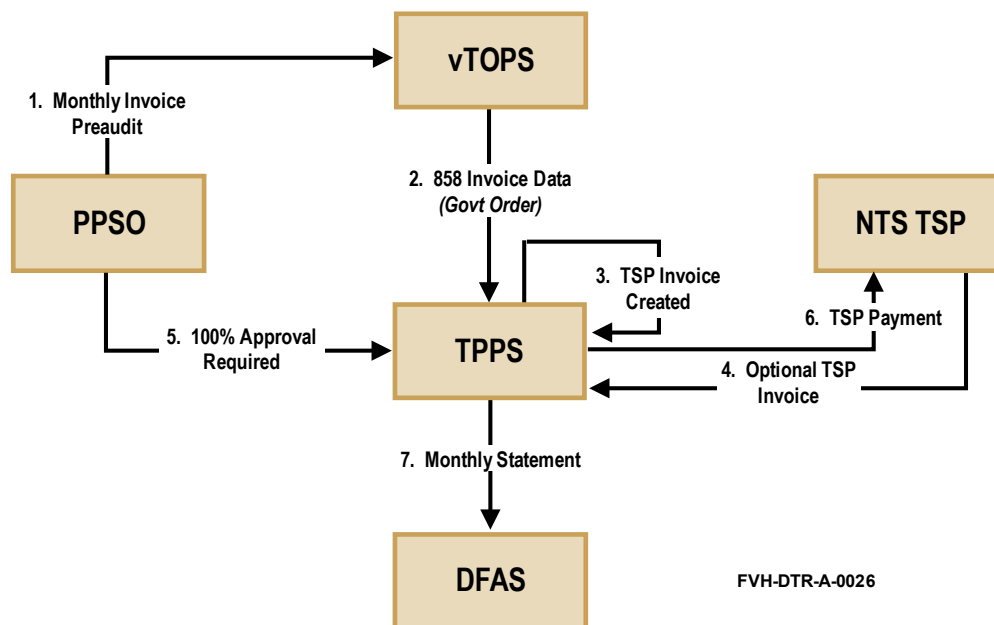 vTOPS
1. Monthly Invoice
Preaudit
2. 858 Invoice Data
(Govt Order)
PPSO
NTS TSP
3. TSP Invoice
Created
6. TSP Payment
5. 100% Approval
Required
TPPS
4. Optional TSP
Invoice
7. Monthly Statement
DFAS
FVH-DTR-A-0026